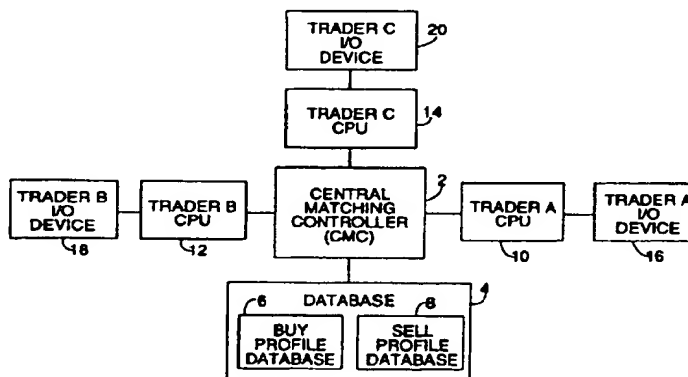 TRADER C
I/O
DEVICE
20
TRADER C
CPU
14
TRADER B
I/O
DEVICE
18
TRADER B
CPU
12
CENTRAL
MATCHING
CONTROLLER
(CMC)
2
TRADER A
CPU
10
TRADER A
I/O
DEVICE
16
DATABASE
4
6
BUY
PROFILE
DATABASE
8
SELL
PROFILE
DATABASE